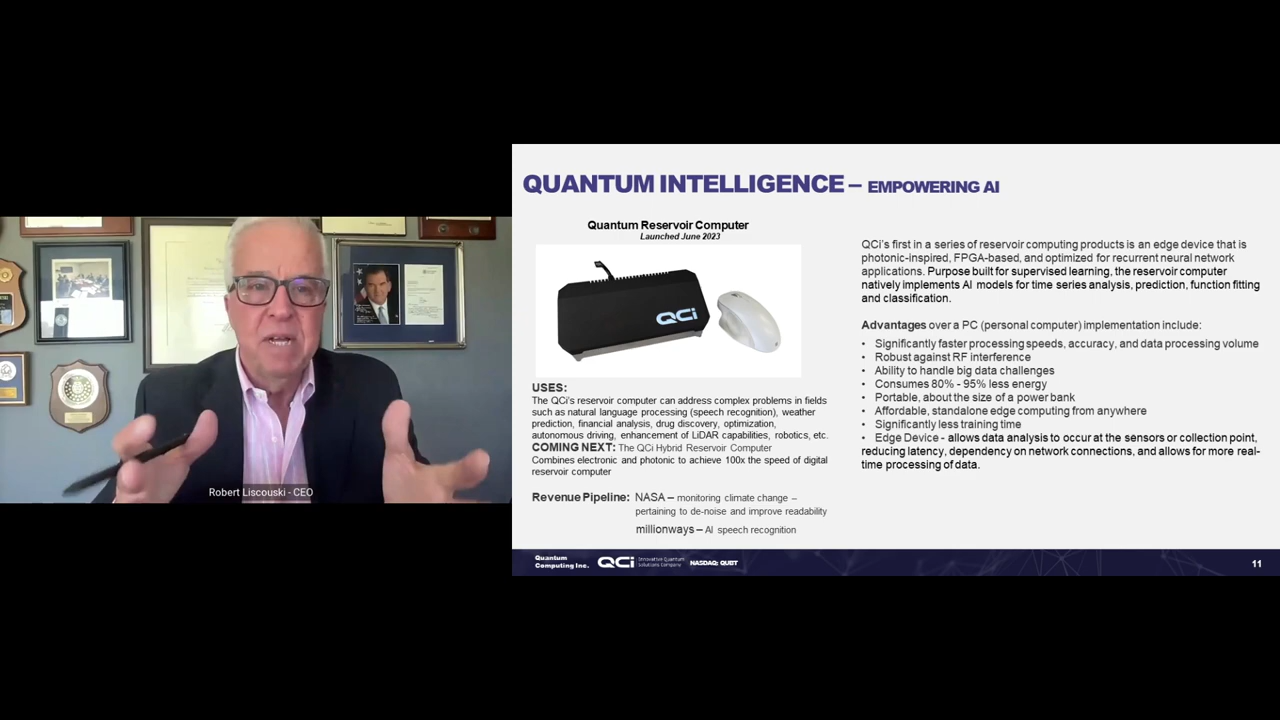 Robert Liscouski - CEO
QUANTUM INTELLIGENCE – EMPOWERING AI
Quantum Reservoir Computer
Launched June 2023
QCi
USES:
The QCi's reservoir computer can address complex problems in fields
such as natural language processing (speech recognition), weather
prediction, financial analysis, drug discovery, optimization,
autonomous driving, enhancement of LiDAR capabilities, robotics, etc.
COMING NEXT: The QCi Hybrid Reservoir Computer
Combines electronic and photonic to achieve 100x the speed of digital
reservoir computer
Revenue Pipeline: NASA – monitoring climate change –
pertaining to de-noise and improve readability
millionways – AI speech recognition
QCi's first in a series of reservoir computing products is an edge device that is
photonic-inspired, FPGA-based, and optimized for recurrent neural network
applications. Purpose built for supervised learning, the reservoir computer
natively implements AI models for time series analysis, prediction, function fitting
and classification.
Advantages over a PC (personal computer) implementation include:
• Significantly faster processing speeds, accuracy, and data processing volume
• Robust against RF interference
• Ability to handle big data challenges
• Consumes 80% - 95% less energy
• Portable, about the size of a power bank
• Affordable, standalone edge computing from anywhere
• Significantly less training time
• Edge Device - allows data analysis to occur at the sensors or collection point,
reducing latency, dependency on network connections, and allows for more real-
time processing of data.
Quantum
Computing Inc.
QCi
Innovative Quantum
Solutions Company
NASDAQ: QUBT
11